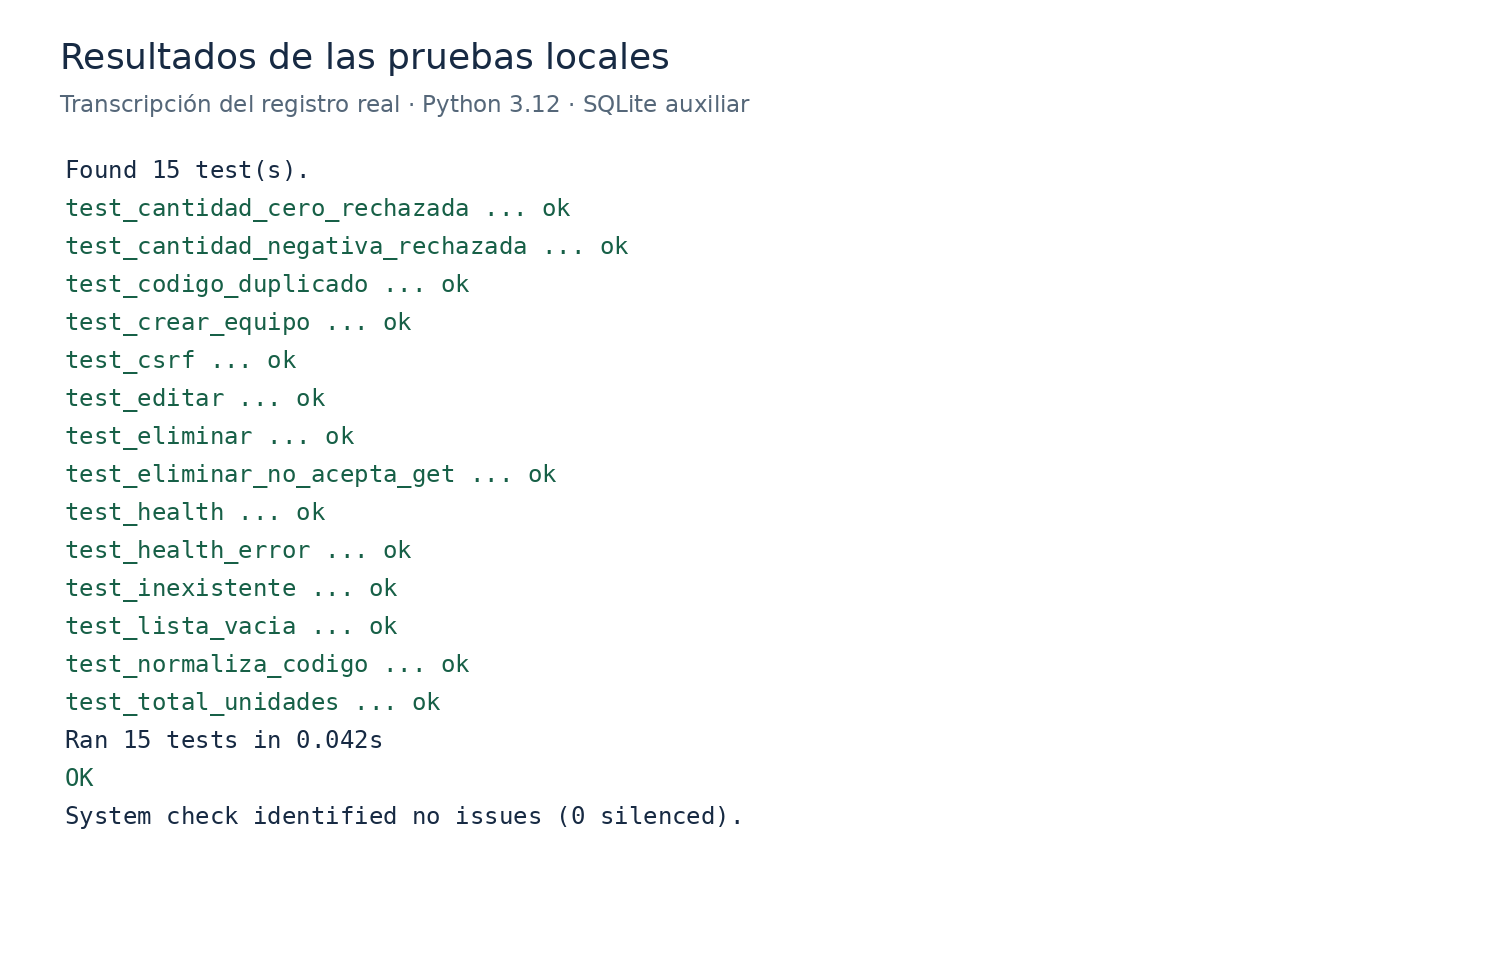 Resultados de las pruebas locales
Transcripción del registro real · Python 3.12 · SQLite auxiliar
Found 15 test(s).
test_cantidad_cero_rechazada ... ok
test_cantidad_negativa_rechazada ... ok
test_codigo_duplicado ... ok
test_crear_equipo ... ok
test_csrf ... ok
test_editar ... ok
test_eliminar ... ok
test_eliminar_no_acepta_get ... ok
test_health ... ok
test_health_error ... ok
test_inexistente ... ok
test_lista_vacia ... ok
test_normaliza_codigo ... ok
test_total_unidades ... ok
Ran 15 tests in 0.042s
OK
System check identified no issues (0 silenced).